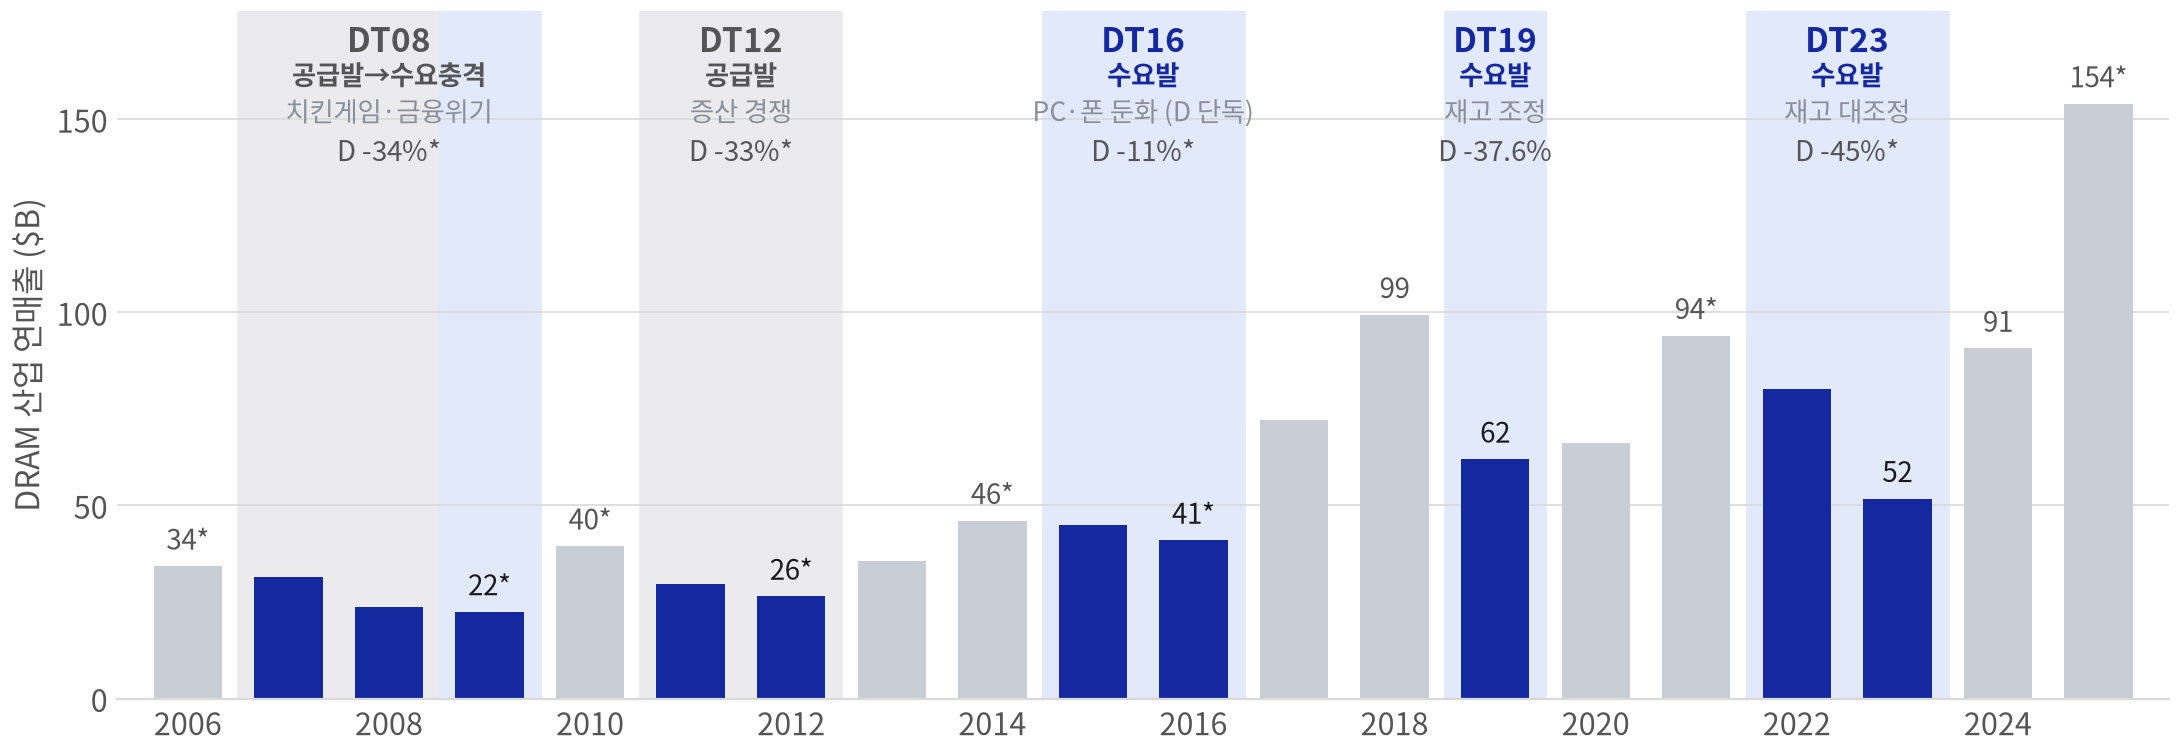 DT08
공급발→수요충격
치킨게임·금융위기
D -34%*
DT12
공급발
증산 경쟁
D -33%*
DT16
수요발
PC·폰 둔화 (D 단독)
D -11%*
DT19
수요발
재고 조정
D -37.6%
DT23
수요발
재고 대조정
D -45%*
DRAM 산업 연매출 ($B)
150
100
50
0
34*
22*
40*
26*
46*
41*
99
62
94*
52
91
154*
2006
2008
2010
2012
2014
2016
2018
2020
2022
2024